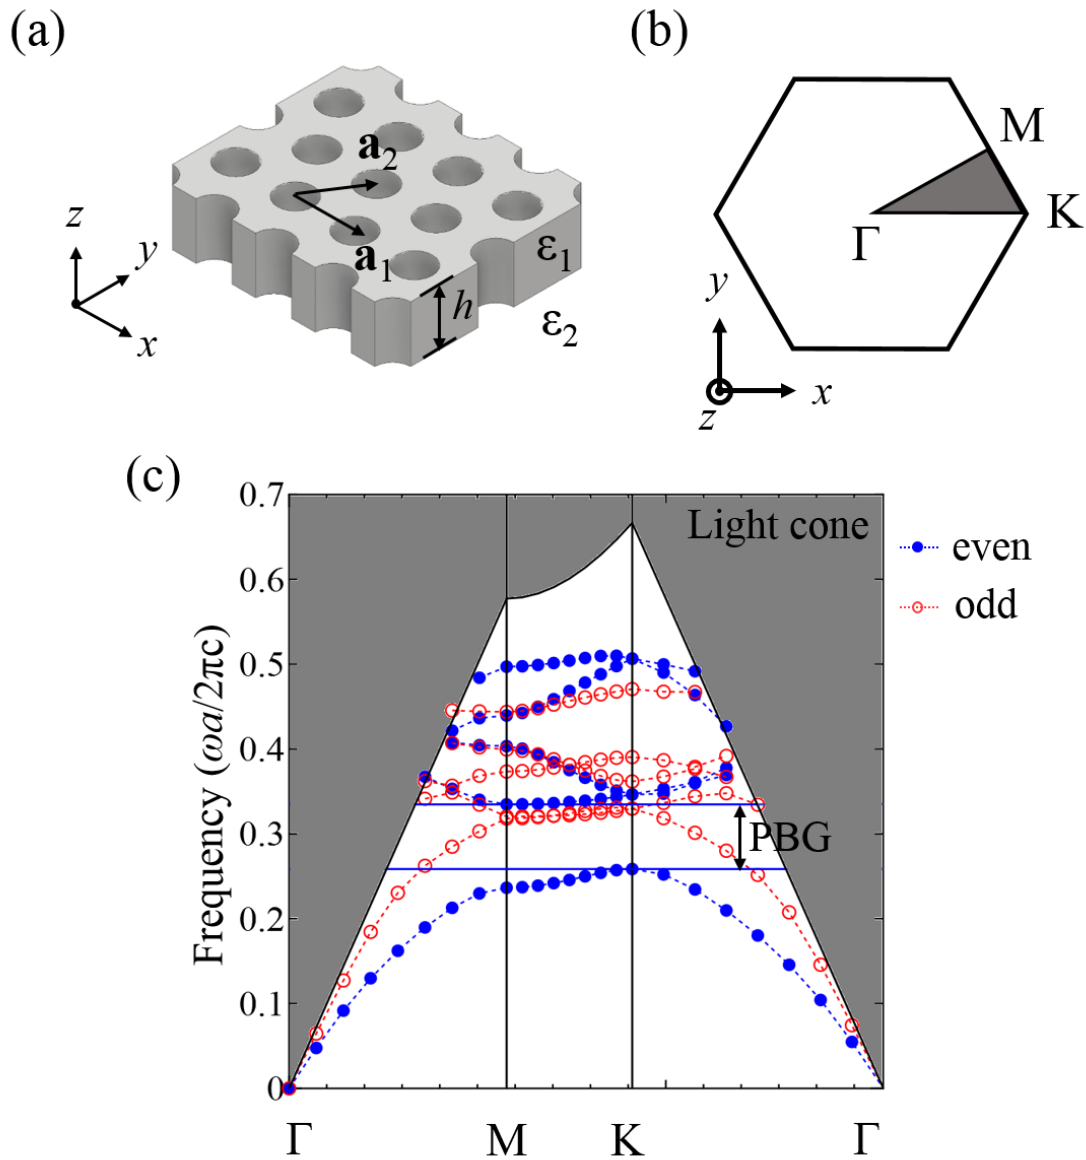 (a)
a₂
a₁
ε₁
ε₂
h
z
y
x
(b)
M
K
Γ
y
x
z
(c)
Frequency (ωa/2πc)
0.7
0.6
0.5
0.4
0.3
0.2
0.1
0
Light cone
PBG
even
odd
Γ M K Γ